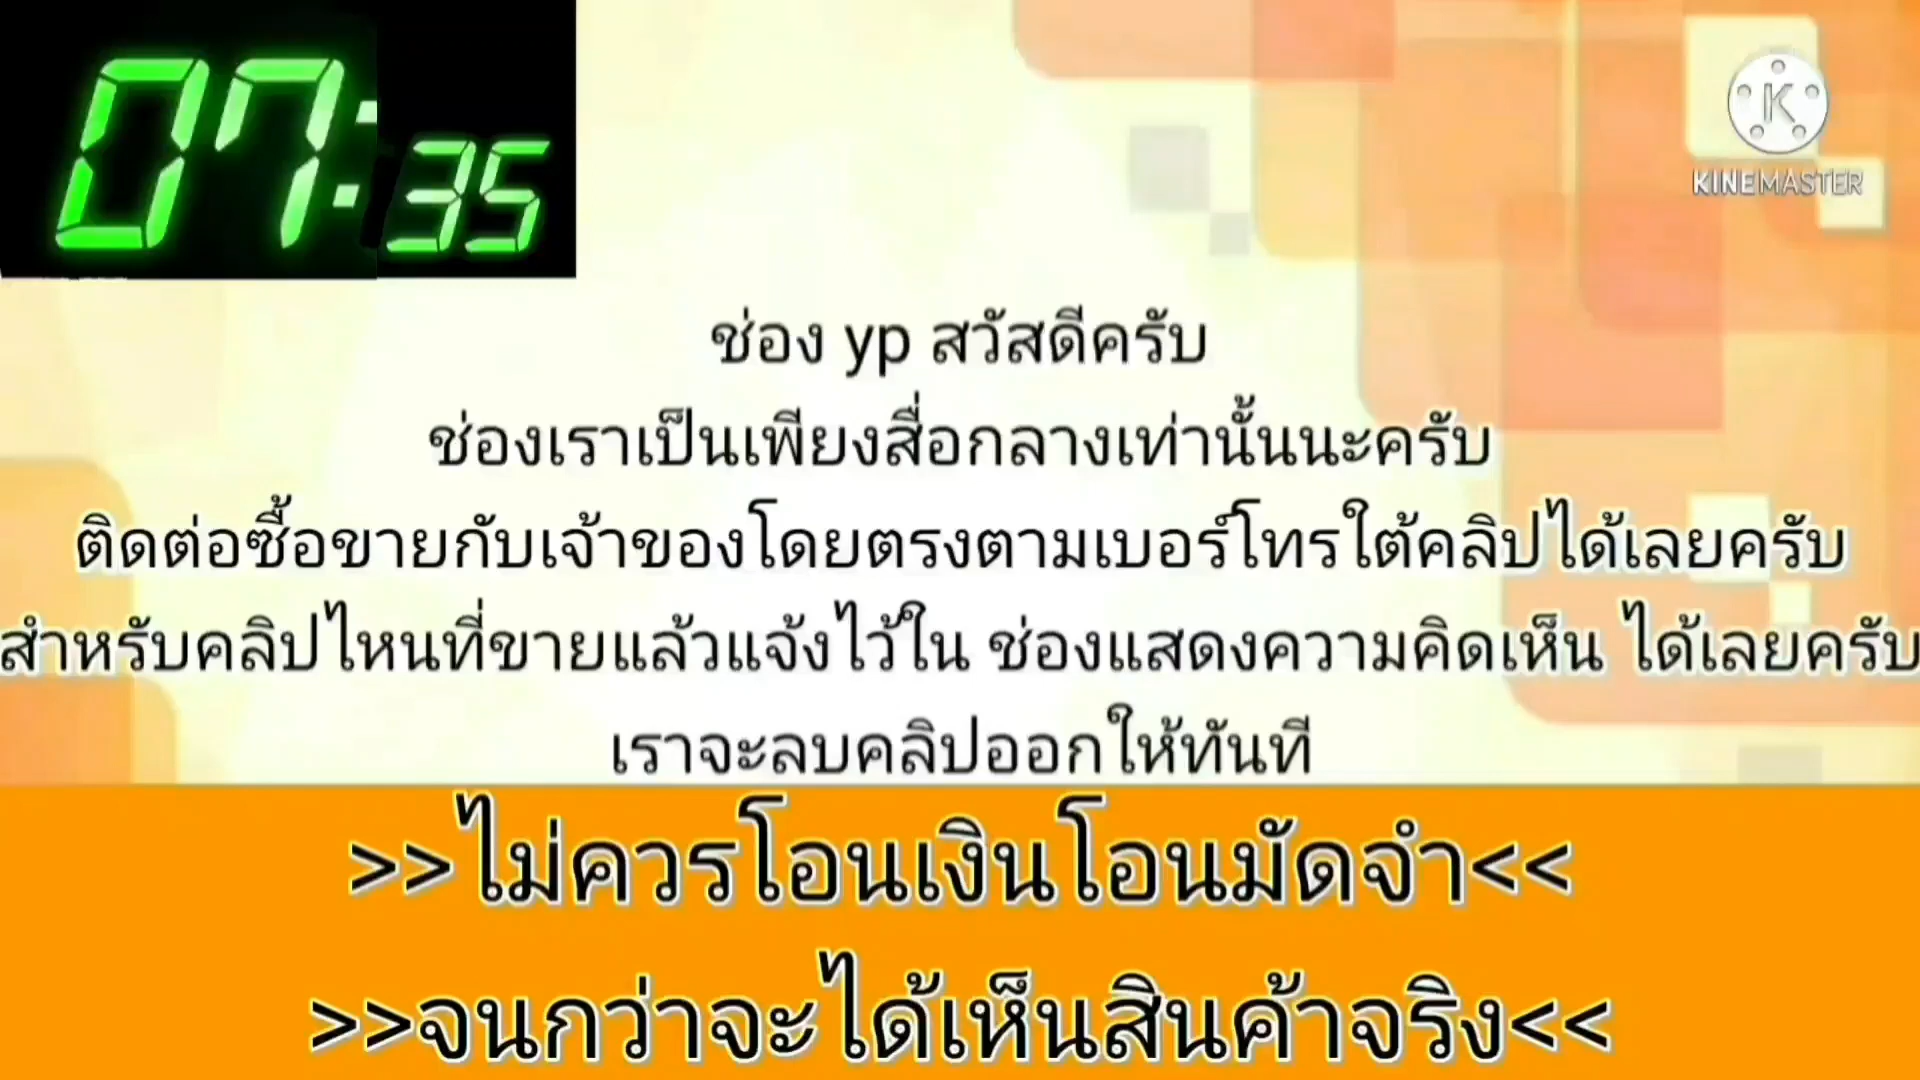 07:35
KINEMASTER
ช่อง yp สวัสดีครับ
ช่องเราเป็นเพียงสื่อกลางเท่านั้นนะครับ
ติดต่อซื้อขายกับเจ้าของโดยตรงตามเบอร์โทรใต้คลิปได้เลยครับ
สำหรับคลิปไหนที่ขายแล้วแจ้งไว้ใน ช่องแสดงความคิดเห็น ได้เลยครับ
เราจะลบคลิปออกให้ทันที
>>ไม่ควรโอนเงินโอนมัดจำ<<
>>จนกว่าจะได้เห็นสินค้าจริง<<